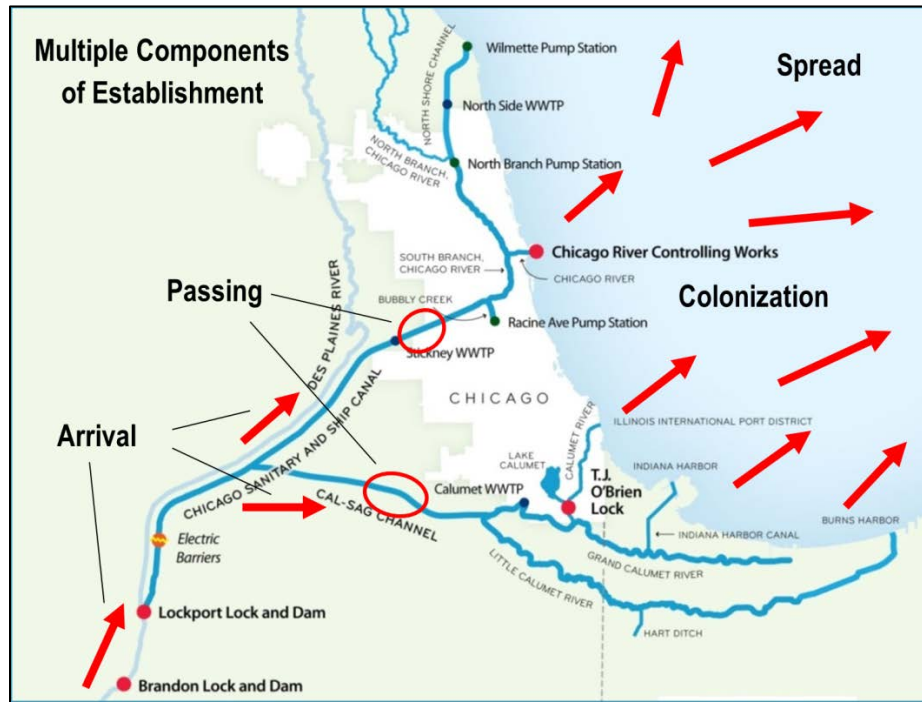 Multiple Components
of Establishment
Spread
Wilmette Pump Station
NORTH SHORE CHANNEL
North Side WWTP
NORTH BRANCH,
CHICAGO RIVER
North Branch Pump Station
Chicago River Controlling Works
SOUTH BRANCH,
CHICAGO RIVER
CHICAGO RIVER
Passing
Colonization
BUBBLY CREEK
Racine Ave Pump Station
DES PLAINES RIVER
Stickney WWTP
CHICAGO
Arrival
CHICAGO SANITARY AND SHIP CANAL
ILLINOIS INTERNATIONAL PORT DISTRICT
CALUMET RIVER
LAKE
CALUMET
INDIANA HARBOR
Calumet WWTP
T.J.
O'Brien
Lock
CAL-SAG CHANNEL
BURNS HARBOR
INDIANA HARBOR CANAL
Electric
Barriers
GRAND CALUMET RIVER
LITTLE CALUMET RIVER
Lockport Lock and Dam
HART DITCH
Brandon Lock and Dam